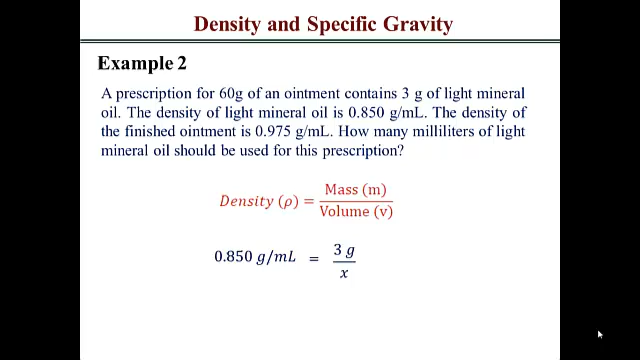 Density and Specific Gravity
Example 2
A prescription for 60g of an ointment contains 3 g of light mineral
oil. The density of light mineral oil is 0.850 g/mL. The density of
the finished ointment is 0.975 g/mL. How many milliliters of light
mineral oil should be used for this prescription?
Density (ρ) = Mass (m) / Volume (v)
0.850 g/mL = 3 g / x